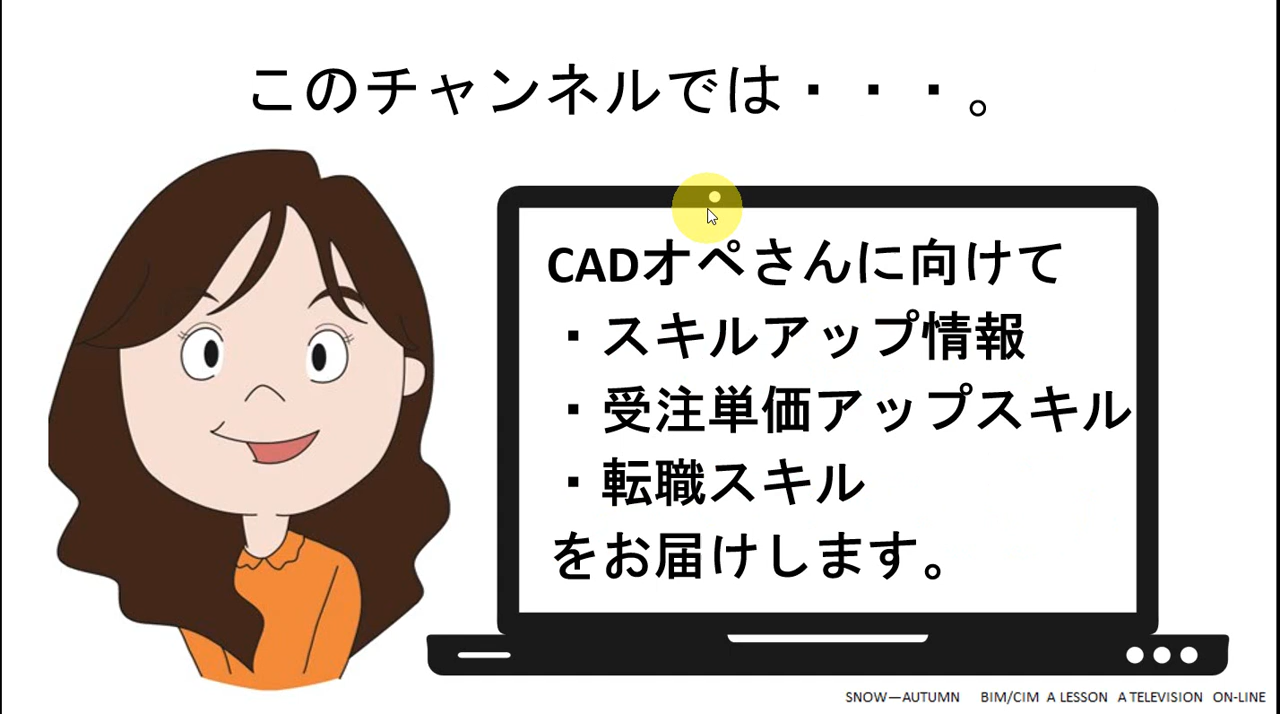 このチャンネルでは・・・。
CADオペさんに向けて
・スキルアップ情報
・受注単価アップスキル
・転職スキル
をお届けします。
SNOW―AUTUMN BIM/CIM A LESSON A TELEVISION ON-LINE